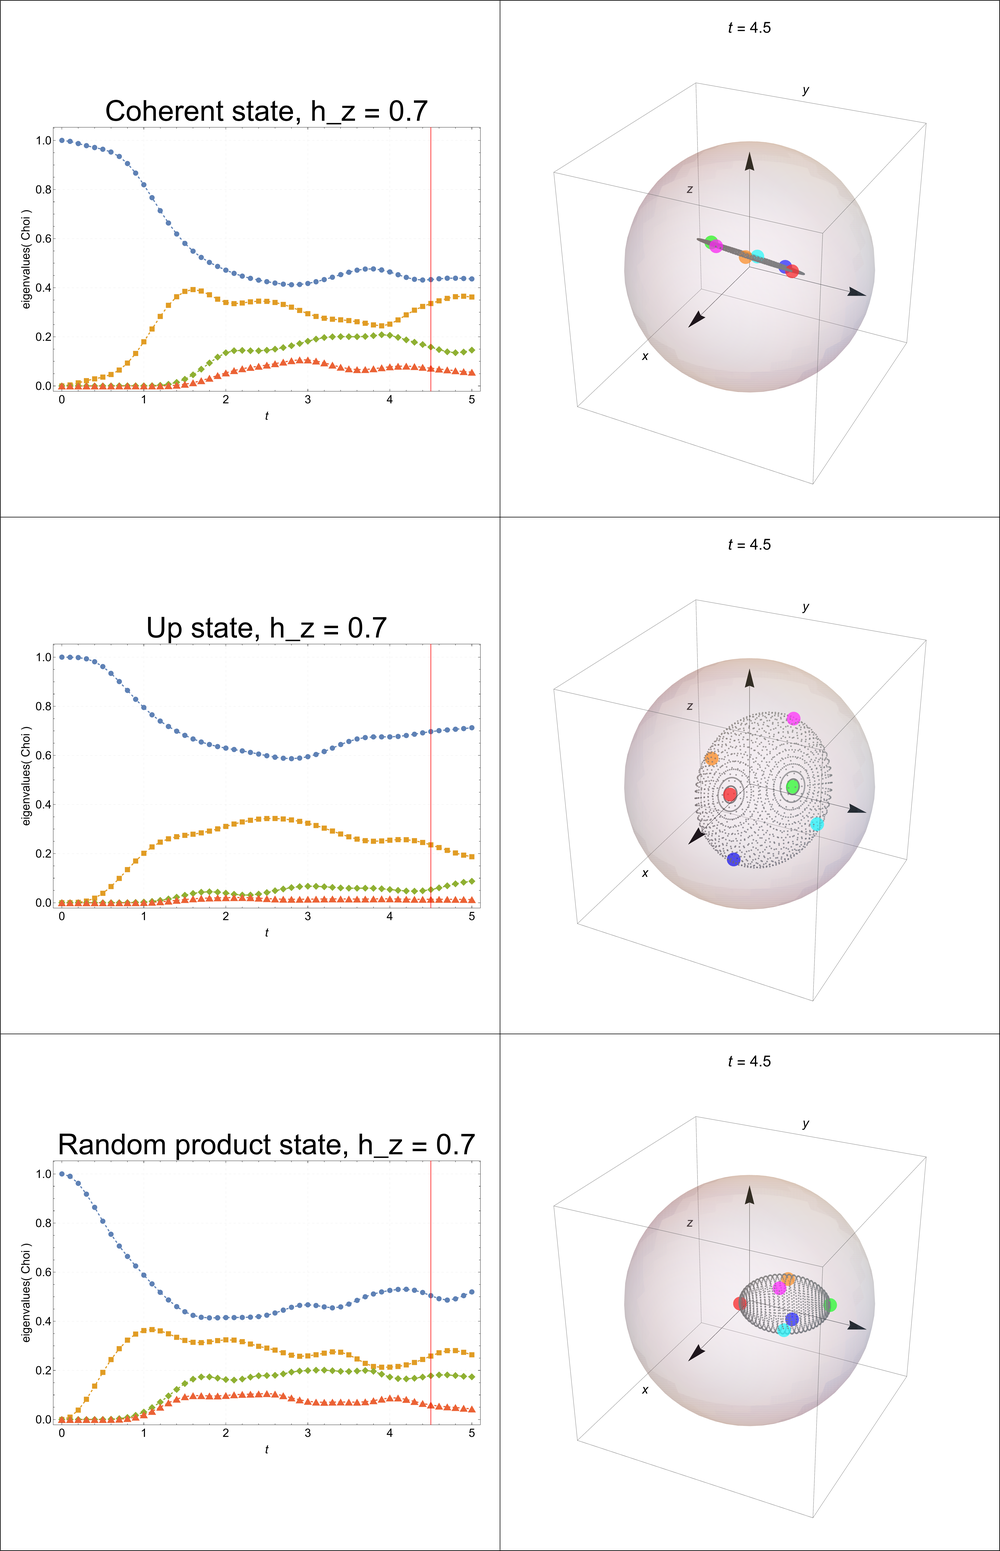 Coherent state, h_z = 0.7
eigenvalues( Choi )
1.0
0.8
0.6
0.4
0.2
0.0
0 1 2 3 4 5
t
t = 4.5
y
z
x
Up state, h_z = 0.7
eigenvalues( Choi )
1.0
0.8
0.6
0.4
0.2
0.0
0 1 2 3 4 5
t
t = 4.5
y
z
x
Random product state, h_z = 0.7
eigenvalues( Choi )
1.0
0.8
0.6
0.4
0.2
0.0
0 1 2 3 4 5
t
t = 4.5
y
z
x